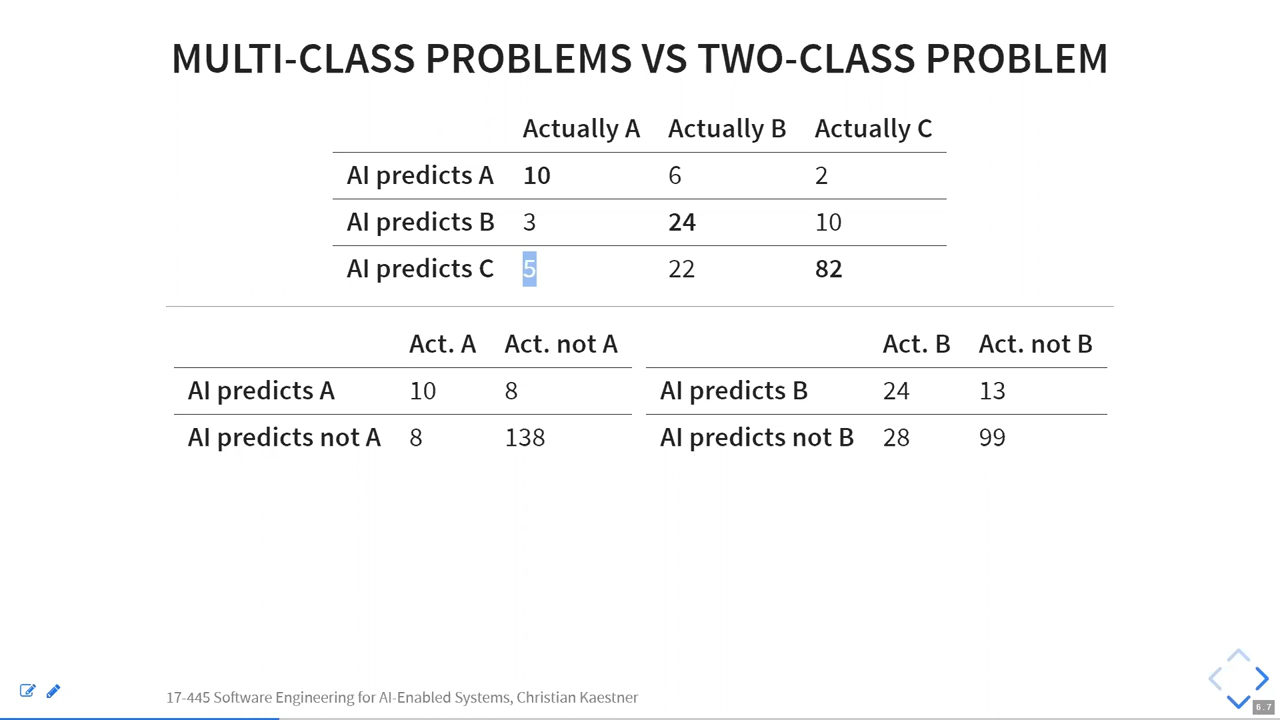 MULTI-CLASS PROBLEMS VS TWO-CLASS PROBLEM
Actually A Actually B Actually C
AI predicts A 10 6 2
AI predicts B 3 24 10
AI predicts C 5 22 82
Act. A Act. not A
AI predicts A 10 8
AI predicts not A 8 138
Act. B Act. not B
AI predicts B 24 13
AI predicts not B 28 99
17-445 Software Engineering for AI-Enabled Systems, Christian Kaestner
6.7